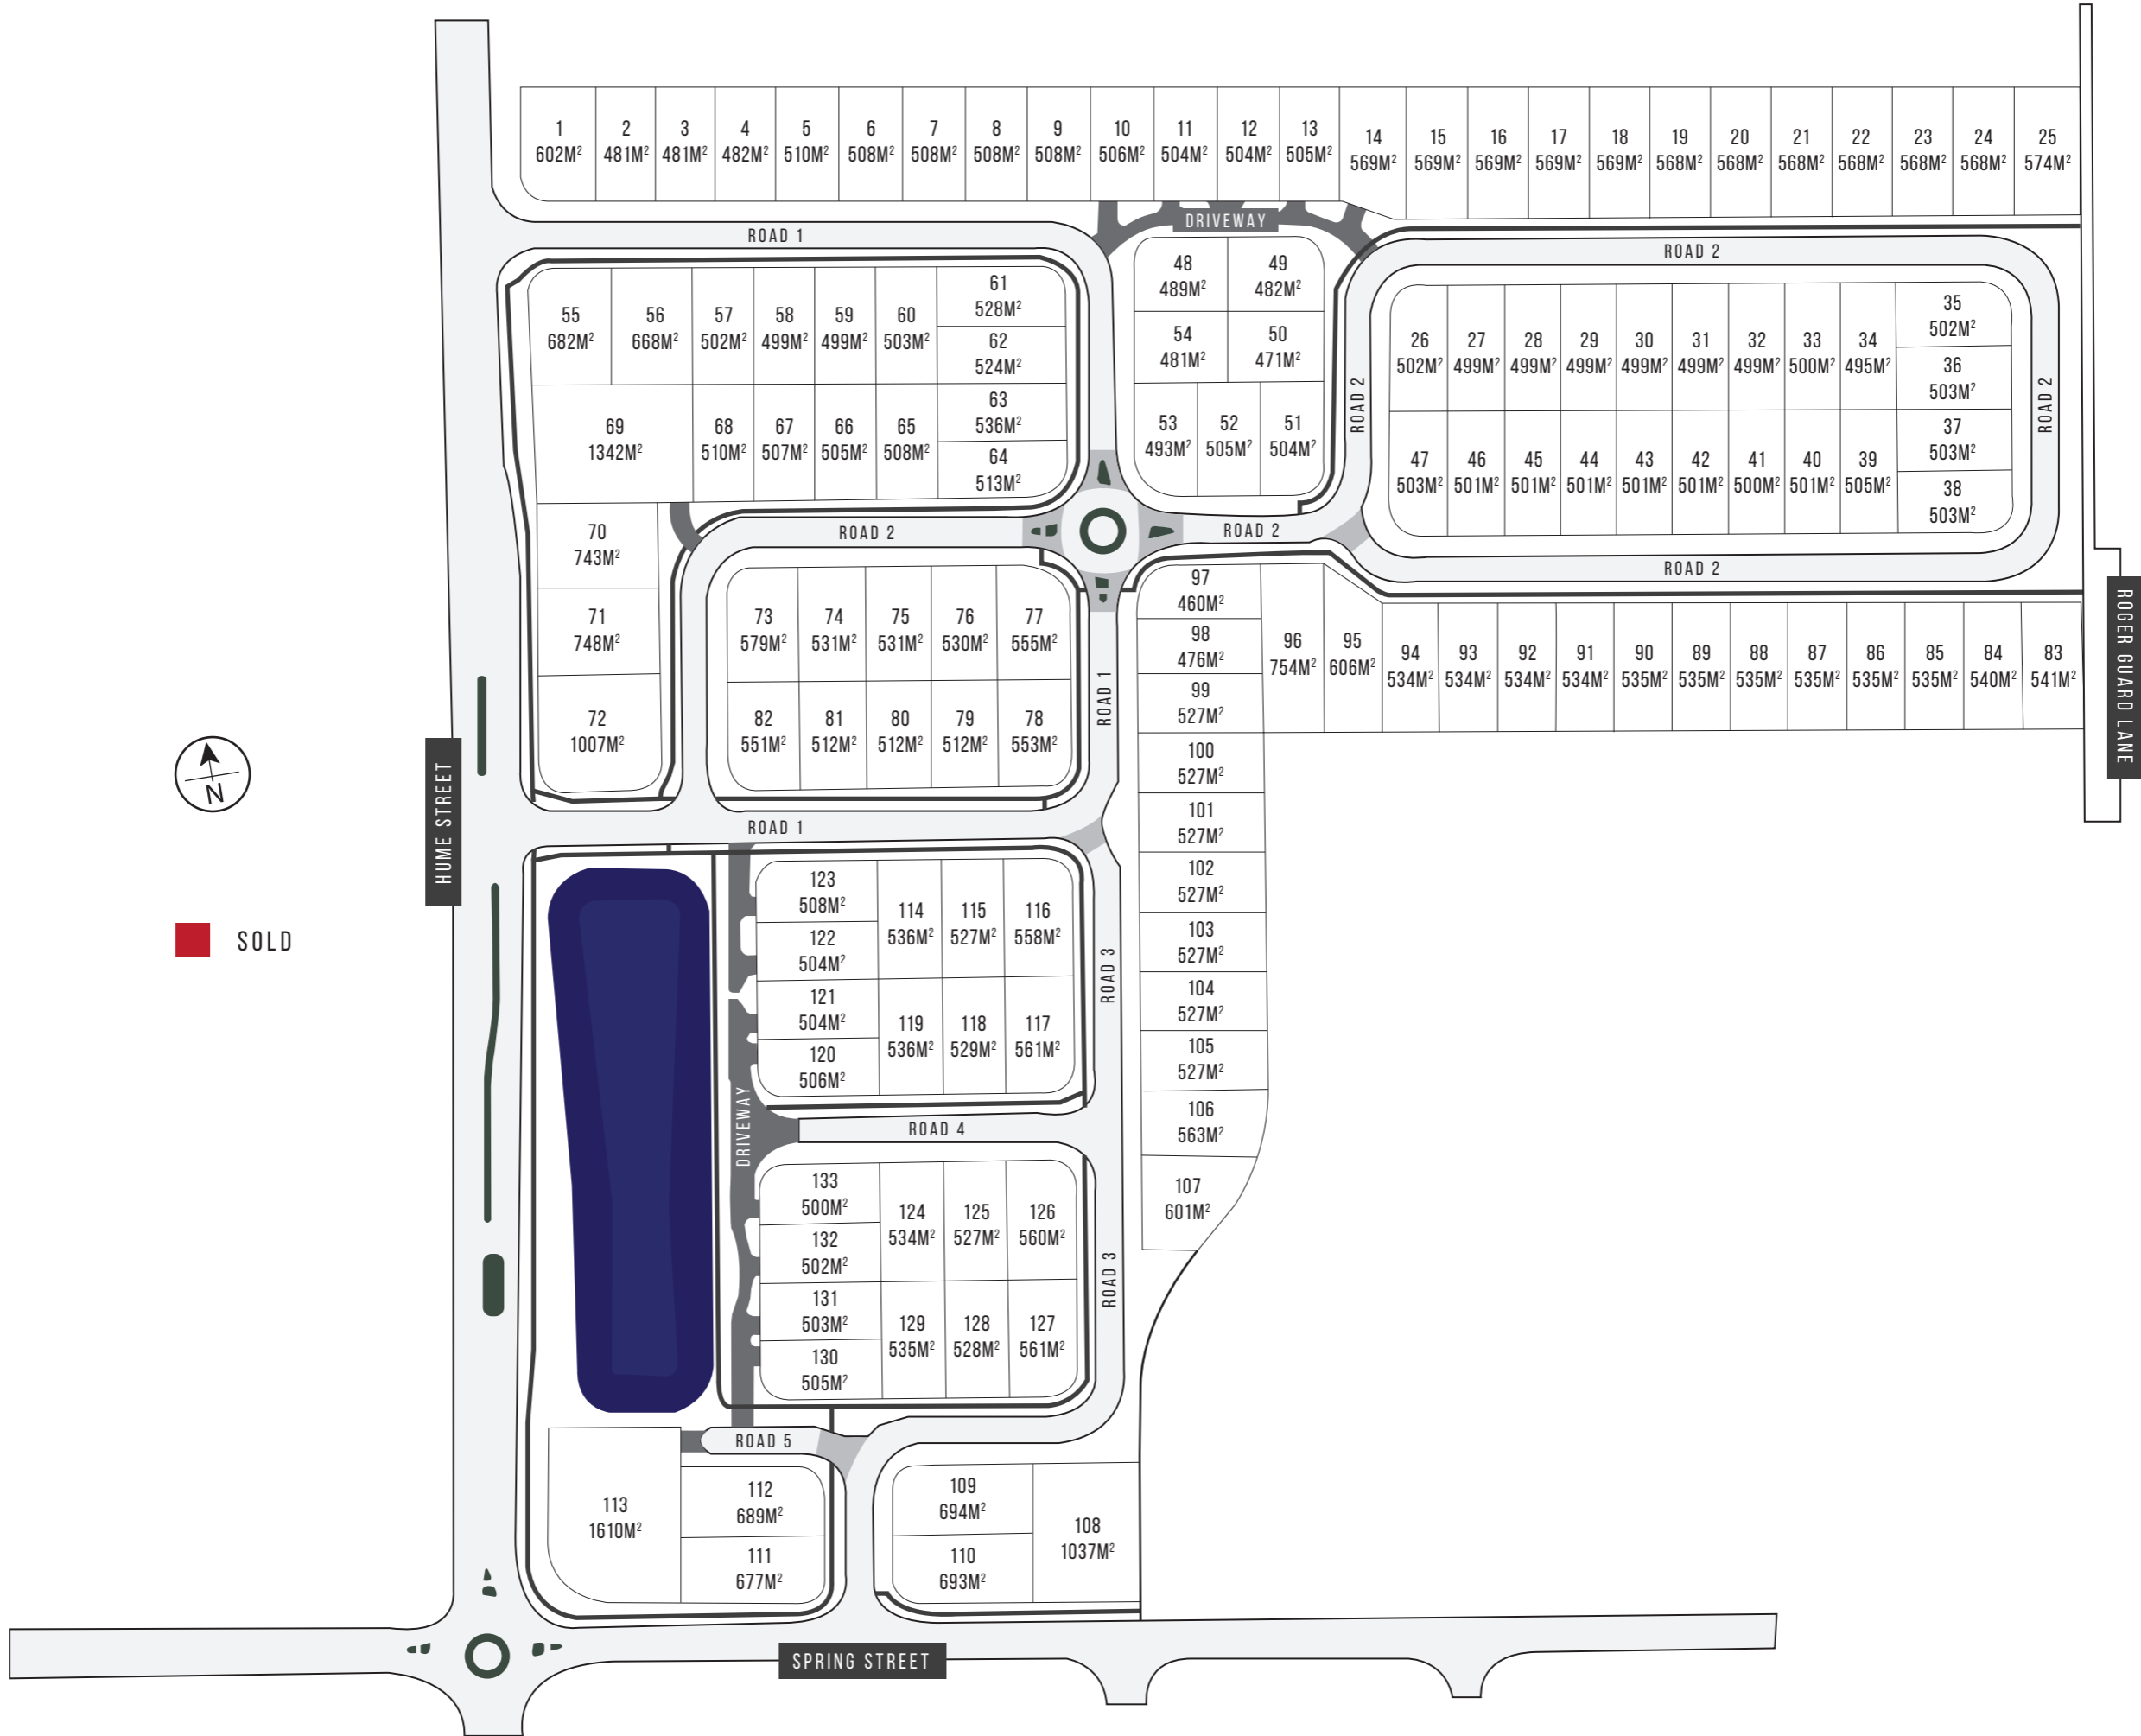 1
602M²
2
481M²
3
481M²
4
482M²
5
510M²
6
508M²
7
508M²
8
508M²
9
508M²
10
506M²
11
504M²
12
504M²
13
505M²
14
569M²
15
569M²
16
569M²
17
569M²
18
569M²
19
568M²
20
568M²
21
568M²
22
568M²
23
568M²
24
568M²
25
574M²
DRIVEWAY
ROAD 1
ROAD 2
48
489M²
49
482M²
54
481M²
50
471M²
53
493M²
52
505M²
51
504M²
55
682M²
56
668M²
57
502M²
58
499M²
59
499M²
60
503M²
61
528M²
62
524M²
63
536M²
64
513M²
69
1342M²
68
510M²
67
507M²
66
505M²
65
508M²
ROAD 2
26
502M²
27
499M²
28
499M²
29
499M²
30
499M²
31
499M²
32
499M²
33
500M²
34
495M²
35
502M²
36
503M²
37
503M²
38
503M²
47
503M²
46
501M²
45
501M²
44
501M²
43
501M²
42
501M²
41
500M²
40
501M²
39
505M²
ROAD 2
70
743M²
71
748M²
72
1007M²
ROAD 2
ROAD 2
ROAD 2
73
579M²
74
531M²
75
531M²
76
530M²
77
555M²
82
551M²
81
512M²
80
512M²
79
512M²
78
553M²
ROAD 1
97
460M²
98
476M²
99
527M²
96
754M²
95
606M²
94
534M²
93
534M²
92
534M²
91
534M²
90
535M²
89
535M²
88
535M²
87
535M²
86
535M²
85
535M²
84
540M²
83
541M²
ROGER GUARD LANE
N
HUME STREET
SOLD
ROAD 1
100
527M²
101
527M²
102
527M²
103
527M²
104
527M²
105
527M²
106
563M²
107
601M²
123
508M²
122
504M²
121
504M²
120
506M²
114
536M²
115
527M²
116
558M²
119
536M²
118
529M²
117
561M²
ROAD 3
DRIVEWAY
ROAD 4
133
500M²
132
502M²
131
503M²
130
505M²
124
534M²
125
527M²
126
560M²
129
535M²
128
528M²
127
561M²
ROAD 3
ROAD 5
113
1610M²
112
689M²
111
677M²
109
694M²
110
693M²
108
1037M²
SPRING STREET